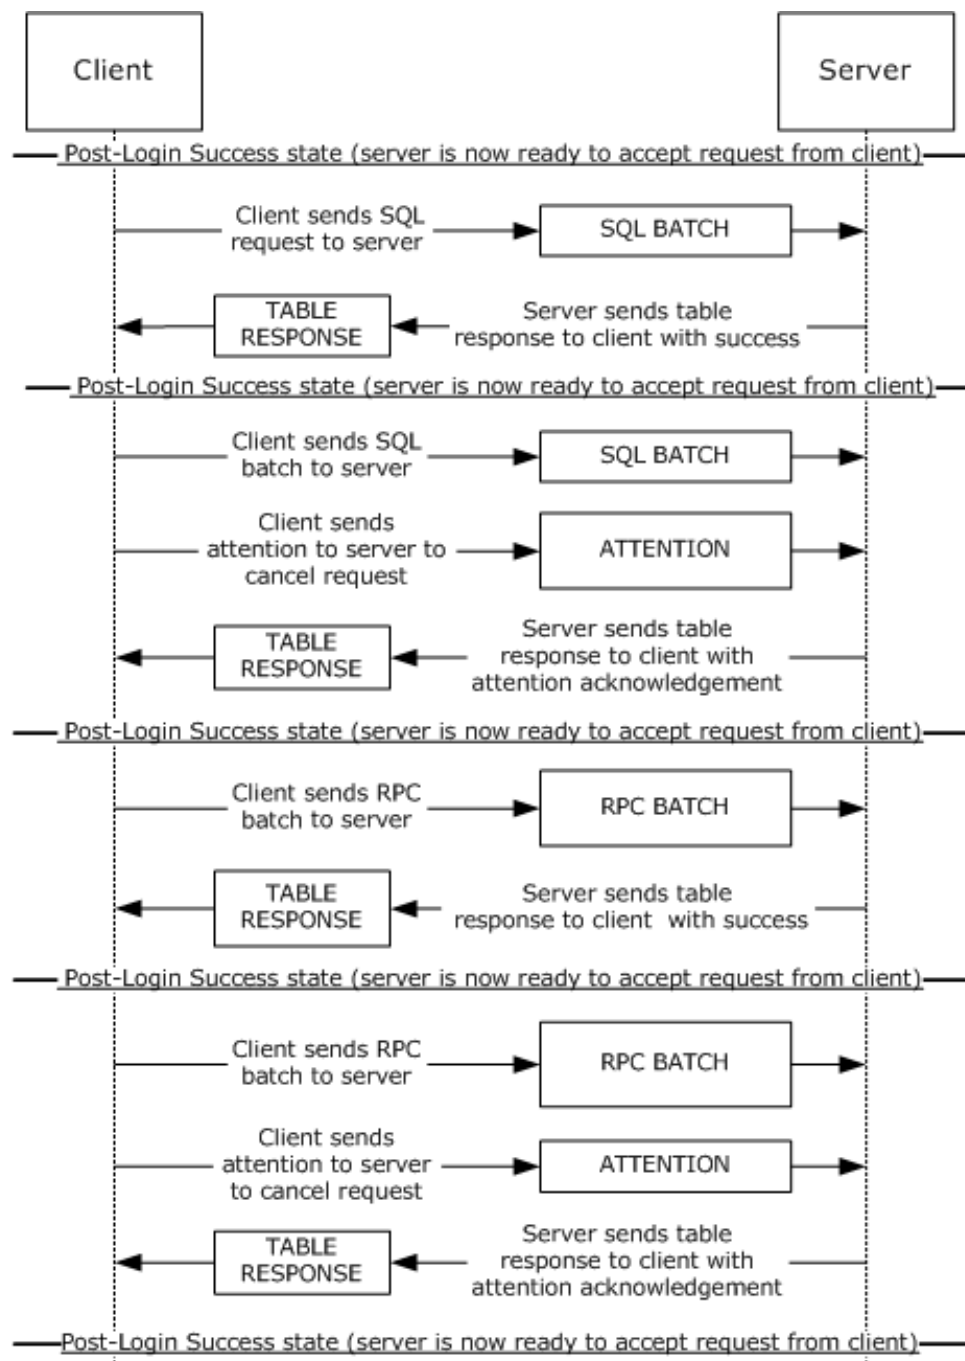 Client
Server
Post-Login Success state (server is now ready to accept request from client)
Client sends SQL
request to server
SQL BATCH
TABLE
RESPONSE
Server sends table
response to client with success
Post-Login Success state (server is now ready to accept request from client)
Client sends SQL
batch to server
SQL BATCH
Client sends
attention to server to
cancel request
ATTENTION
TABLE
RESPONSE
Server sends table
response to client with
attention acknowledgement
Post-Login Success state (server is now ready to accept request from client)
Client sends RPC
batch to server
RPC BATCH
TABLE
RESPONSE
Server sends table
response to client with success
Post-Login Success state (server is now ready to accept request from client)
Client sends RPC
batch to server
RPC BATCH
Client sends
attention to server
to cancel request
ATTENTION
TABLE
RESPONSE
Server sends table
response to client with
attention acknowledgement
Post-Login Success state (server is now ready to accept request from client)